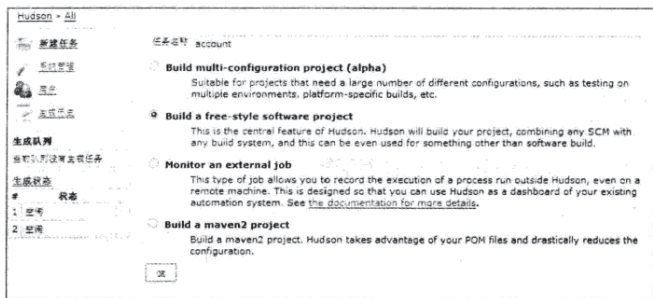 Hudson » All
新建任务
系统管理
用户
生成历史
生成队列
当前队列没有生成任务
生成状态
# 状态
1 空闲
2 空闲
任务名称 account
Build multi-configuration project (alpha)
Suitable for projects that need a large number of different configurations, such as testing on
multiple environments, platform-specific builds, etc.
Build a free-style software project
This is the central feature of Hudson. Hudson will build your project, combining any SCM with
any build system, and this can be even used for something other than software build.
Monitor an external job
This type of job allows you to record the execution of a process run outside Hudson, even on a
remote machine. This is designed so that you can use Hudson as a dashboard of your existing
automation system. See the documentation for more details.
Build a maven2 project
Build a maven2 project. Hudson takes advantage of your POM files and drastically reduces the
configuration.
OK